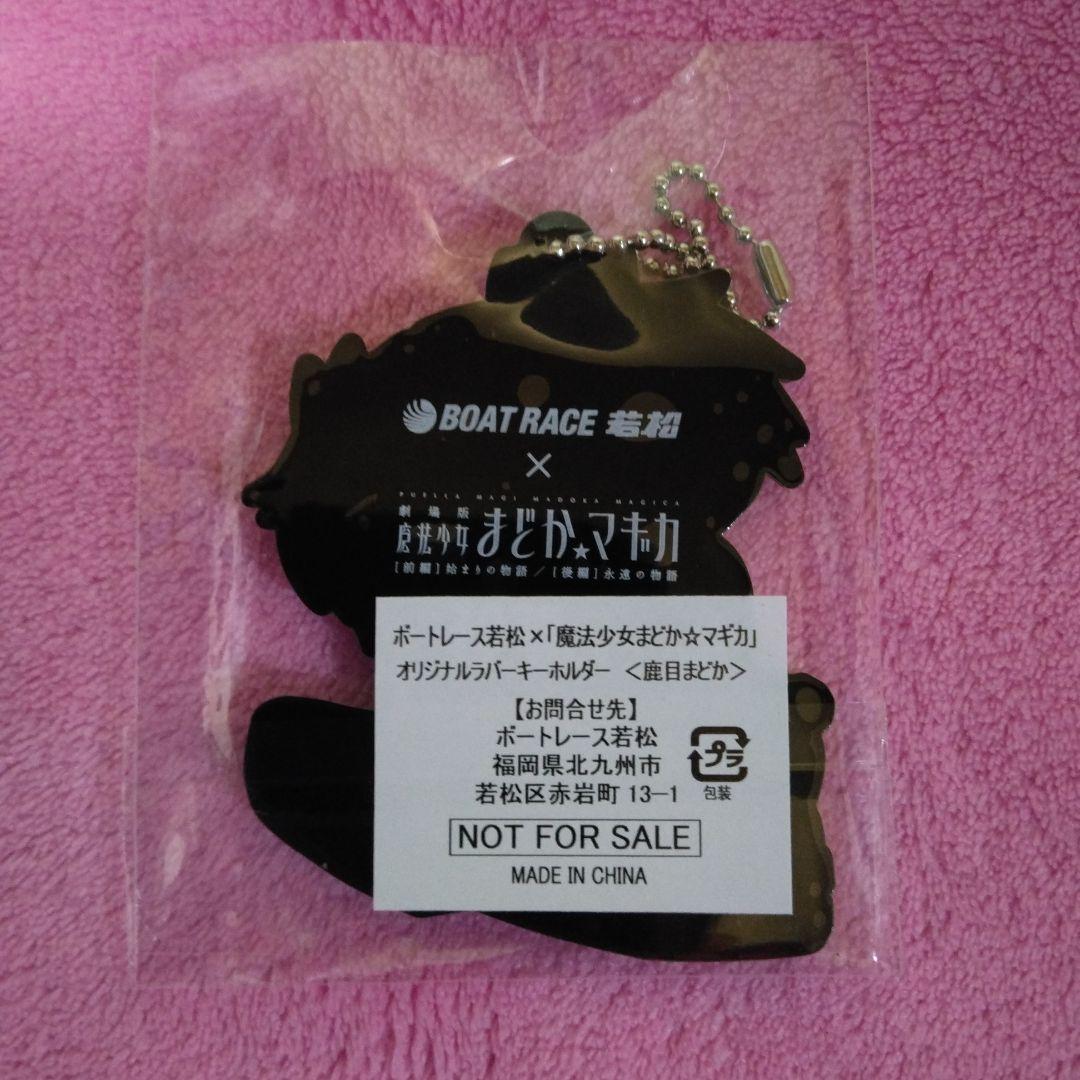 BOAT RACE 若松
×
PUELLA MAGI MADOKA MAGICA
劇場版
魔法少女まどか☆マギカ
[前編]始まりの物語／[後編]永遠の物語
ボートレース若松×「魔法少女まどか☆マギカ」
オリジナルラバーキーホルダー ＜鹿目まどか＞
【お問合せ先】
ボートレース若松
福岡県北九州市
若松区赤岩町 13-1
プラ
包装
NOT FOR SALE
MADE IN CHINA